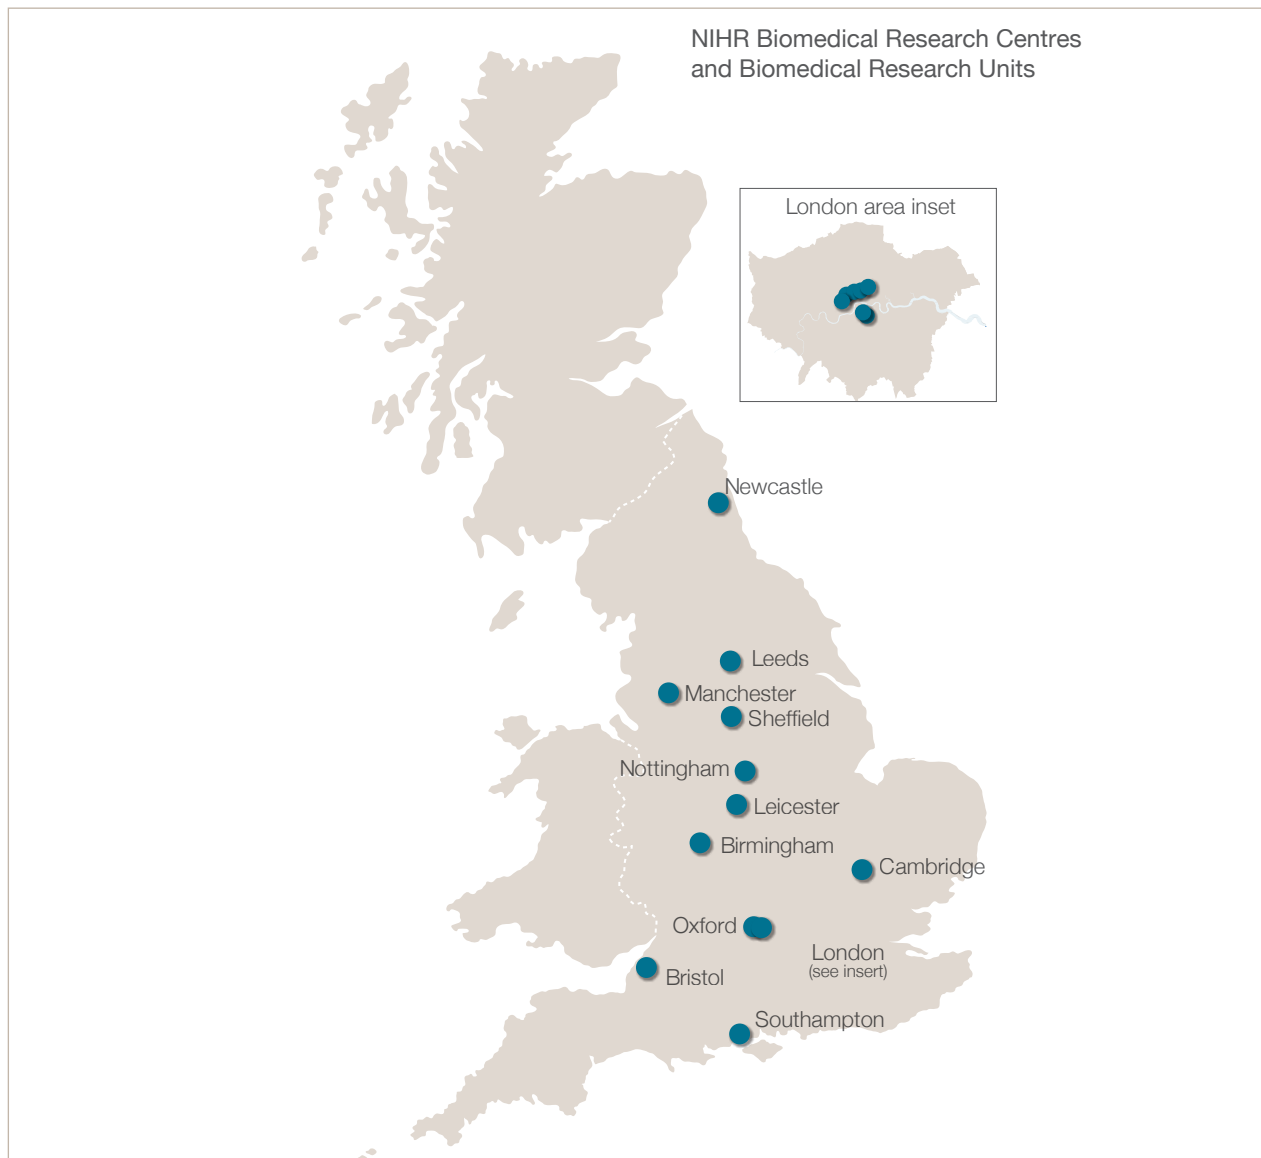 NIHR Biomedical Research Centres
and Biomedical Research Units
London area inset
Newcastle
Leeds
Manchester
Sheffield
Nottingham
Leicester
Birmingham
Cambridge
Oxford
London
(see insert)
Bristol
Southampton